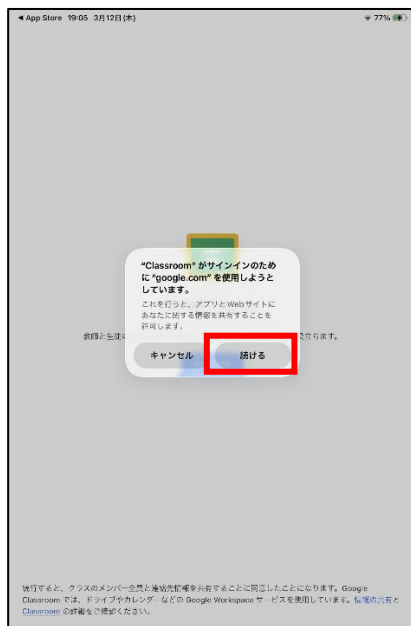 ◀ App Store 19:05 3月12日(木) 77%
"Classroom" がサインインのため
に "google.com" を使用しようと
しています。
これを行うと、アプリとWebサイトに
あなたに関する情報を共有することを
許可します。
教師と生徒 立ちます。
キャンセル 続ける
続行すると、クラスのメンバー全員と連絡先情報を共有することに同意したことになります。Google
Classroom では、ドライブやカレンダーなどの Google Workspace サービスを使用しています。情報の共有と
Classroom の詳細をご確認ください。